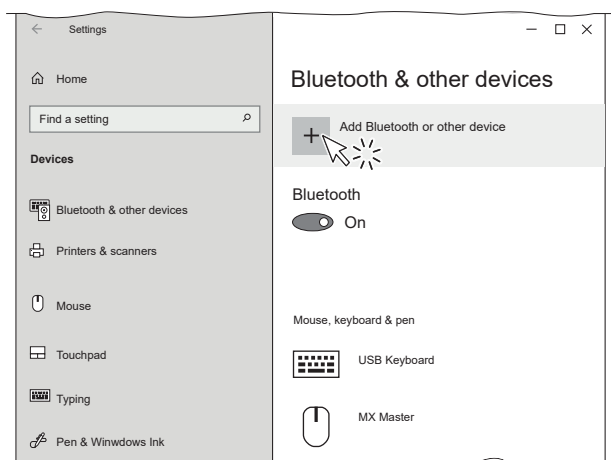 Settings
Home
Find a setting
Devices
Bluetooth & other devices
Printers & scanners
Mouse
Touchpad
Typing
Pen & Winwdows Ink
Bluetooth & other devices
Add Bluetooth or other device
Bluetooth
On
Mouse, keyboard & pen
USB Keyboard
MX Master